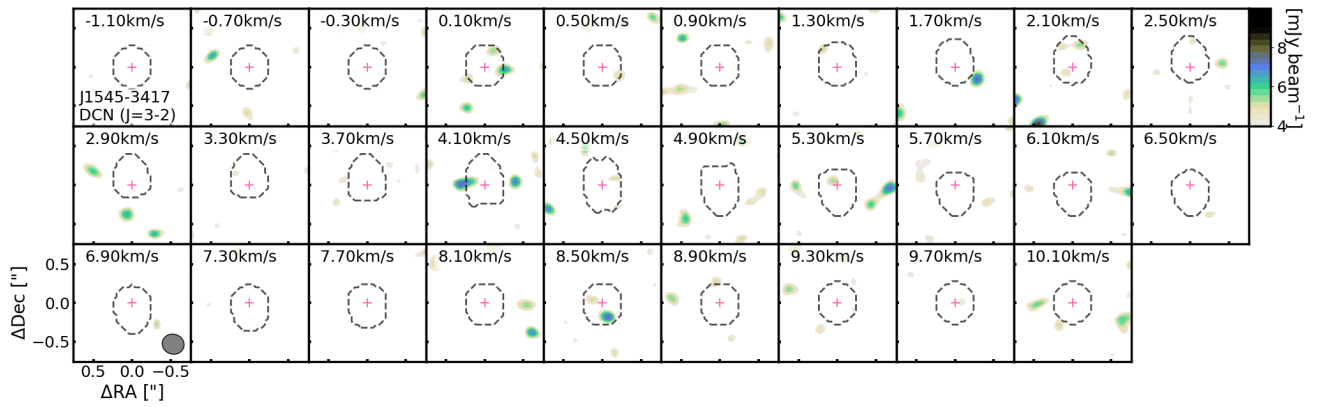 -1.10km/s -0.70km/s -0.30km/s 0.10km/s 0.50km/s 0.90km/s 1.30km/s 1.70km/s 2.10km/s 2.50km/s
J1545-3417
DCN (J=3-2)
8
6
4
[mJy beam⁻¹]
2.90km/s 3.30km/s 3.70km/s 4.10km/s 4.50km/s 4.90km/s 5.30km/s 5.70km/s 6.10km/s 6.50km/s
6.90km/s 7.30km/s 7.70km/s 8.10km/s 8.50km/s 8.90km/s 9.30km/s 9.70km/s 10.10km/s
0.5
0.0
−0.5
ΔDec ["]
0.5 0.0 −0.5
ΔRA ["]